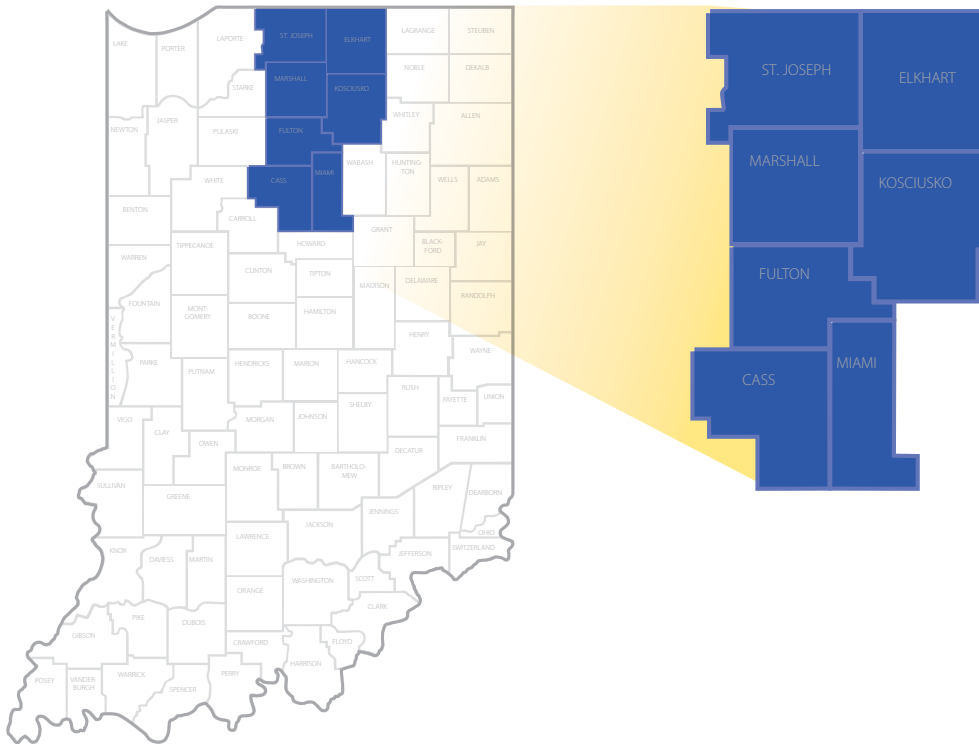 ST. JOSEPH
ELKHART
LAGRANGE
STEUBEN
LAKE
PORTER
LAPORTE
NOBLE
DEKALB
MARSHALL
STARKE
KOSCIUSKO
NEWTON
JASPER
PULASKI
FULTON
WHITLEY
ALLEN
WHITE
CASS
MIAMI
WABASH
HUNTING-
TON
WELLS
ADAMS
BENTON
CARROLL
HOWARD
GRANT
BLACK-
FORD
JAY
WARREN
TIPPECANOE
CLINTON
TIPTON
MADISON
DELAWARE
RANDOLPH
FOUNTAIN
MONT-
GOMERY
BOONE
HAMILTON
HENRY
VERMILLION
PARKE
PUTNAM
HENDRICKS
MARION
HANCOCK
WAYNE
RUSH
FAYETTE
UNION
VIGO
CLAY
OWEN
MORGAN
JOHNSON
SHELBY
DECATUR
FRANKLIN
SULLIVAN
GREENE
MONROE
BROWN
BARTHOLO-
MEW
JENNINGS
RIPLEY
DEARBORN
OHIO
KNOX
DAVIESS
MARTIN
LAWRENCE
JACKSON
JEFFERSON
SWITZERLAND
ORANGE
WASHINGTON
SCOTT
CLARK
GIBSON
PIKE
DUBOIS
CRAWFORD
HARRISON
FLOYD
POSEY
VANDER-
BURGH
WARRICK
SPENCER
PERRY
ST. JOSEPH
ELKHART
MARSHALL
KOSCIUSKO
FULTON
CASS
MIAMI